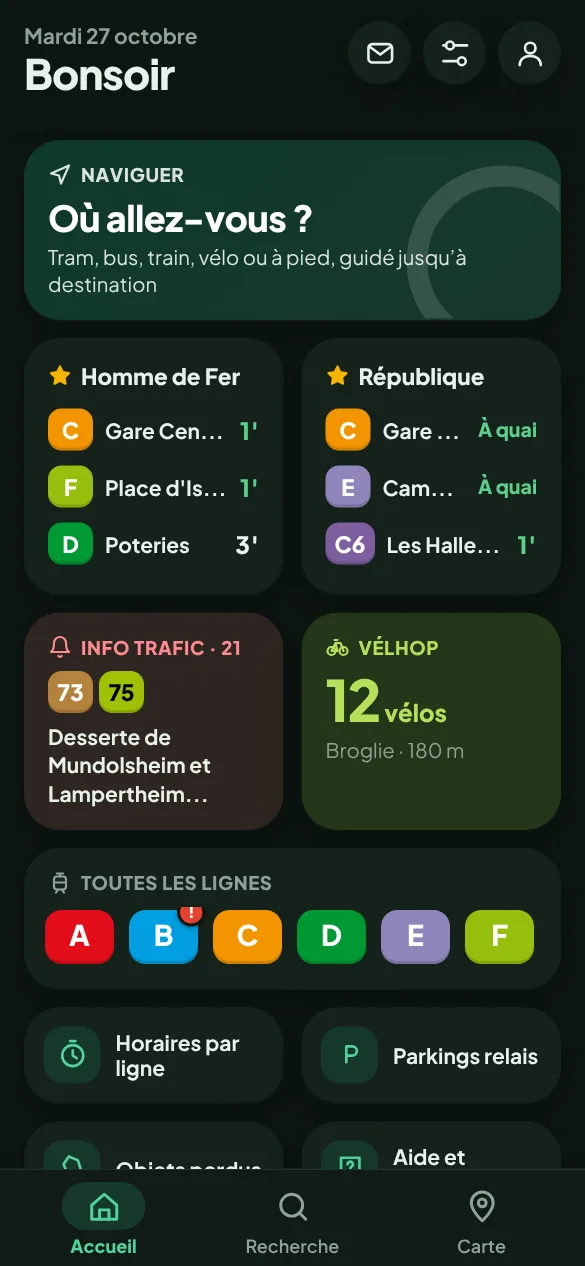 Mardi 27 octobre
Bonsoir
NAVIGUER
Où allez-vous ?
Tram, bus, train, vélo ou à pied, guidé jusqu'à
destination
Homme de Fer
C Gare Cen... 1'
F Place d'Is... 1'
D Poteries 3'
République
C Gare ... À quai
E Cam... À quai
C6 Les Halle... 1'
INFO TRAFIC · 21
73 75
Desserte de
Mundolsheim et
Lampertheim...
VÉLHOP
12 vélos
Broglie · 180 m
TOUTES LES LIGNES
A B ! C D E F
Horaires par
ligne
P Parkings relais
Objets perdus
? Aide et
Accueil Recherche Carte